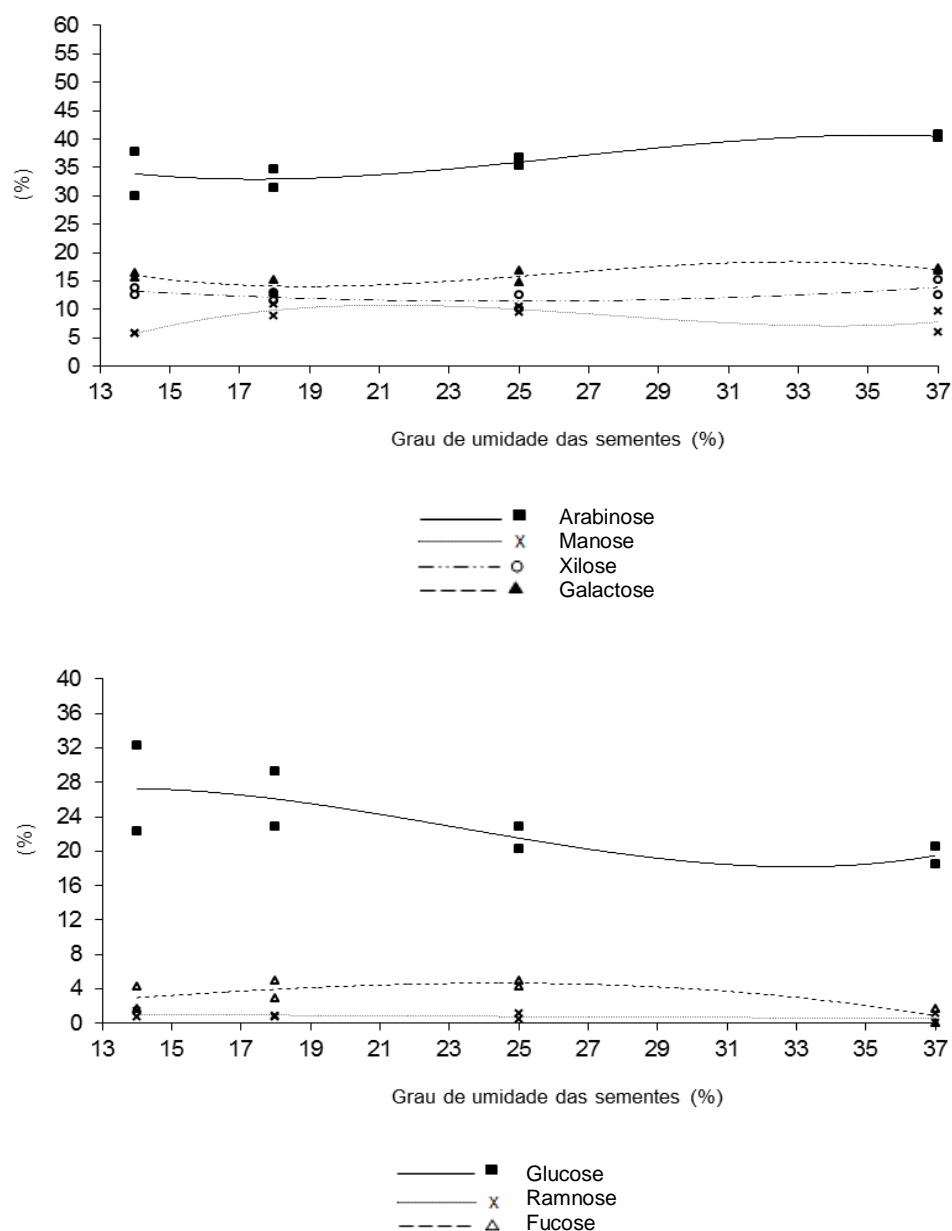 60
55
50
45
40
35
30
25
20
15
10
5
0
(%)
13 15 17 19 21 23 25 27 29 31 33 35 37
Grau de umidade das sementes (%)
Arabinose
Manose
Xilose
Galactose
40
36
32
28
24
20
16
12
8
4
0
(%)
13 15 17 19 21 23 25 27 29 31 33 35 37
Grau de umidade das sementes (%)
Glucose
Ramnose
Fucose